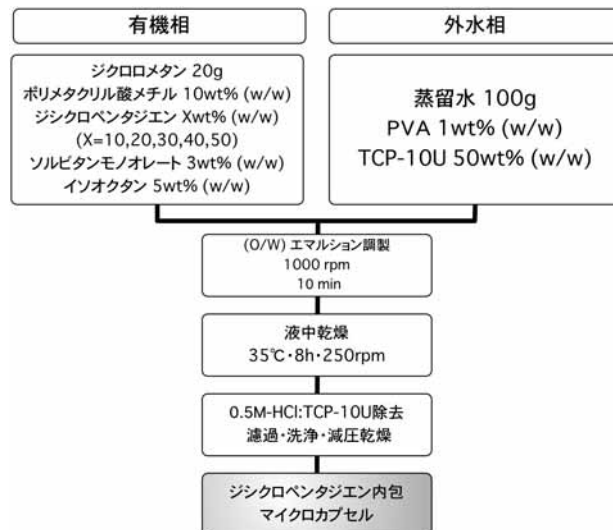 有機相
外水相
ジクロロメタン 20g
ポリメタクリル酸メチル 10wt% (w/w)
ジシクロペンタジエン Xwt% (w/w)
(X=10,20,30,40,50)
ソルビタンモノオレート 3wt% (w/w)
イソオクタン 5wt% (w/w)
蒸留水 100g
PVA 1wt% (w/w)
TCP-10U 50wt% (w/w)
(O/W) エマルション調製
1000 rpm
10 min
液中乾燥
35℃・8h・250rpm
0.5M-HCl:TCP-10U除去
濾過・洗浄・減圧乾燥
ジシクロペンタジエン内包
マイクロカプセル